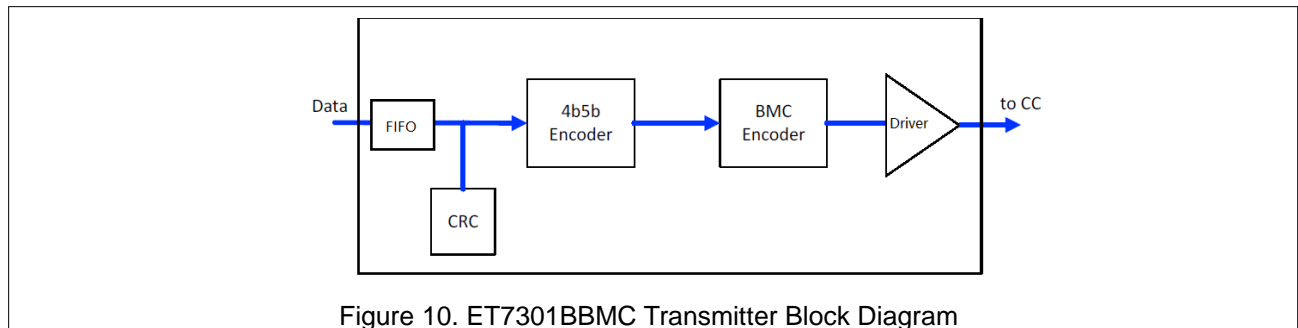 Data
FIFO
CRC
4b5b
Encoder
BMC
Encoder
Driver
to CC
Figure 10. ET7301BBMC Transmitter Block Diagram